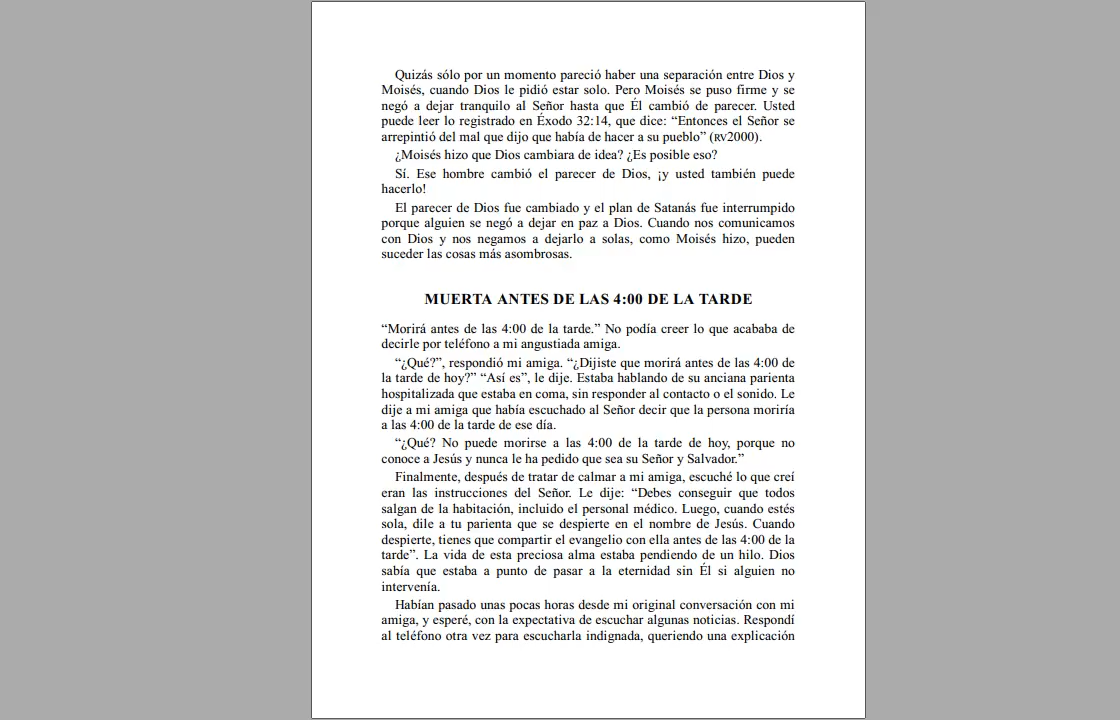 Quizás sólo por un momento pareció haber una separación entre Dios y
Moisés, cuando Dios le pidió estar solo. Pero Moisés se puso firme y se
negó a dejar tranquilo al Señor hasta que Él cambió de parecer. Usted
puede leer lo registrado en Éxodo 32:14, que dice: “Entonces el Señor se
arrepintió del mal que dijo que había de hacer a su pueblo” (RV2000).
¿Moisés hizo que Dios cambiara de idea? ¿Es posible eso?
Sí. Ese hombre cambió el parecer de Dios, ¡y usted también puede
hacerlo!
El parecer de Dios fue cambiado y el plan de Satanás fue interrumpido
porque alguien se negó a dejar en paz a Dios. Cuando nos comunicamos
con Dios y nos negamos a dejarlo a solas, como Moisés hizo, pueden
suceder las cosas más asombrosas.
MUERTA ANTES DE LAS 4:00 DE LA TARDE
“Morirá antes de las 4:00 de la tarde.” No podía creer lo que acababa de
decirle por teléfono a mi angustiada amiga.
“¿Qué?”, respondió mi amiga. “¿Dijiste que morirá antes de las 4:00 de
la tarde de hoy?” “Así es”, le dije. Estaba hablando de su anciana parienta
hospitalizada que estaba en coma, sin responder al contacto o el sonido. Le
dije a mi amiga que había escuchado al Señor decir que la persona moriría
a las 4:00 de la tarde de ese día.
“¿Qué? No puede morirse a las 4:00 de la tarde de hoy, porque no
conoce a Jesús y nunca le ha pedido que sea su Señor y Salvador.”
Finalmente, después de tratar de calmar a mi amiga, escuché lo que creí
eran las instrucciones del Señor. Le dije: “Debes conseguir que todos
salgan de la habitación, incluido el personal médico. Luego, cuando estés
sola, dile a tu parienta que se despierte en el nombre de Jesús. Cuando
despierte, tienes que compartir el evangelio con ella antes de las 4:00 de la
tarde”. La vida de esta preciosa alma estaba pendiendo de un hilo. Dios
sabía que estaba a punto de pasar a la eternidad sin Él si alguien no
intervenía.
Habían pasado unas pocas horas desde mi original conversación con mi
amiga, y esperé, con la expectativa de escuchar algunas noticias. Respondí
al teléfono otra vez para escucharla indignada, queriendo una explicación